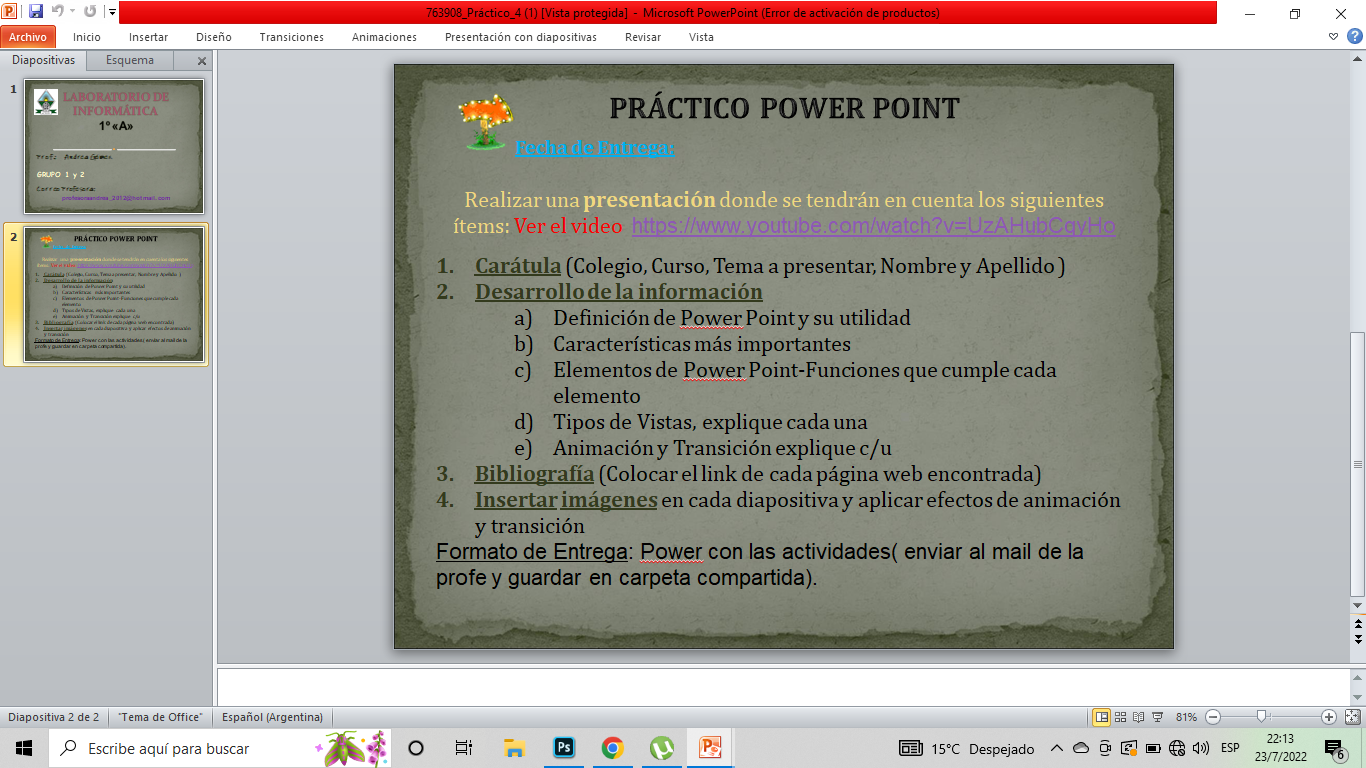 763908_Práctico_4 (1) [Vista protegida] - Microsoft PowerPoint (Error de activación de productos)
Archivo Inicio Insertar Diseño Transiciones Animaciones Presentación con diapositivas Revisar Vista
Diapositivas Esquema
1
LABORATORIO DE
INFORMÁTICA
1º «A»
GRUPO 1 y 2
2
PRÁCTICO POWER POINT
Fecha de Entrega:
Realizar una presentación donde se tendrán en cuenta los siguientes
ítems: Ver el video https://www.youtube.com/watch?v=UzAHubCqyHo
1. Carátula (Colegio, Curso, Tema a presentar, Nombre y Apellido )
2. Desarrollo de la información
a) Definición de Power Point y su utilidad
b) Características más importantes
c) Elementos de Power Point-Funciones que cumple cada
elemento
d) Tipos de Vistas, explique cada una
e) Animación y Transición explique c/u
3. Bibliografía (Colocar el link de cada página web encontrada)
4. Insertar imágenes en cada diapositiva y aplicar efectos de animación
y transición
Formato de Entrega: Power con las actividades( enviar al mail de la
profe y guardar en carpeta compartida).
Diapositiva 2 de 2 "Tema de Office" Español (Argentina) 81%
Escribe aquí para buscar
Ps
15°C Despejado
ESP
22:13
23/7/2022
6